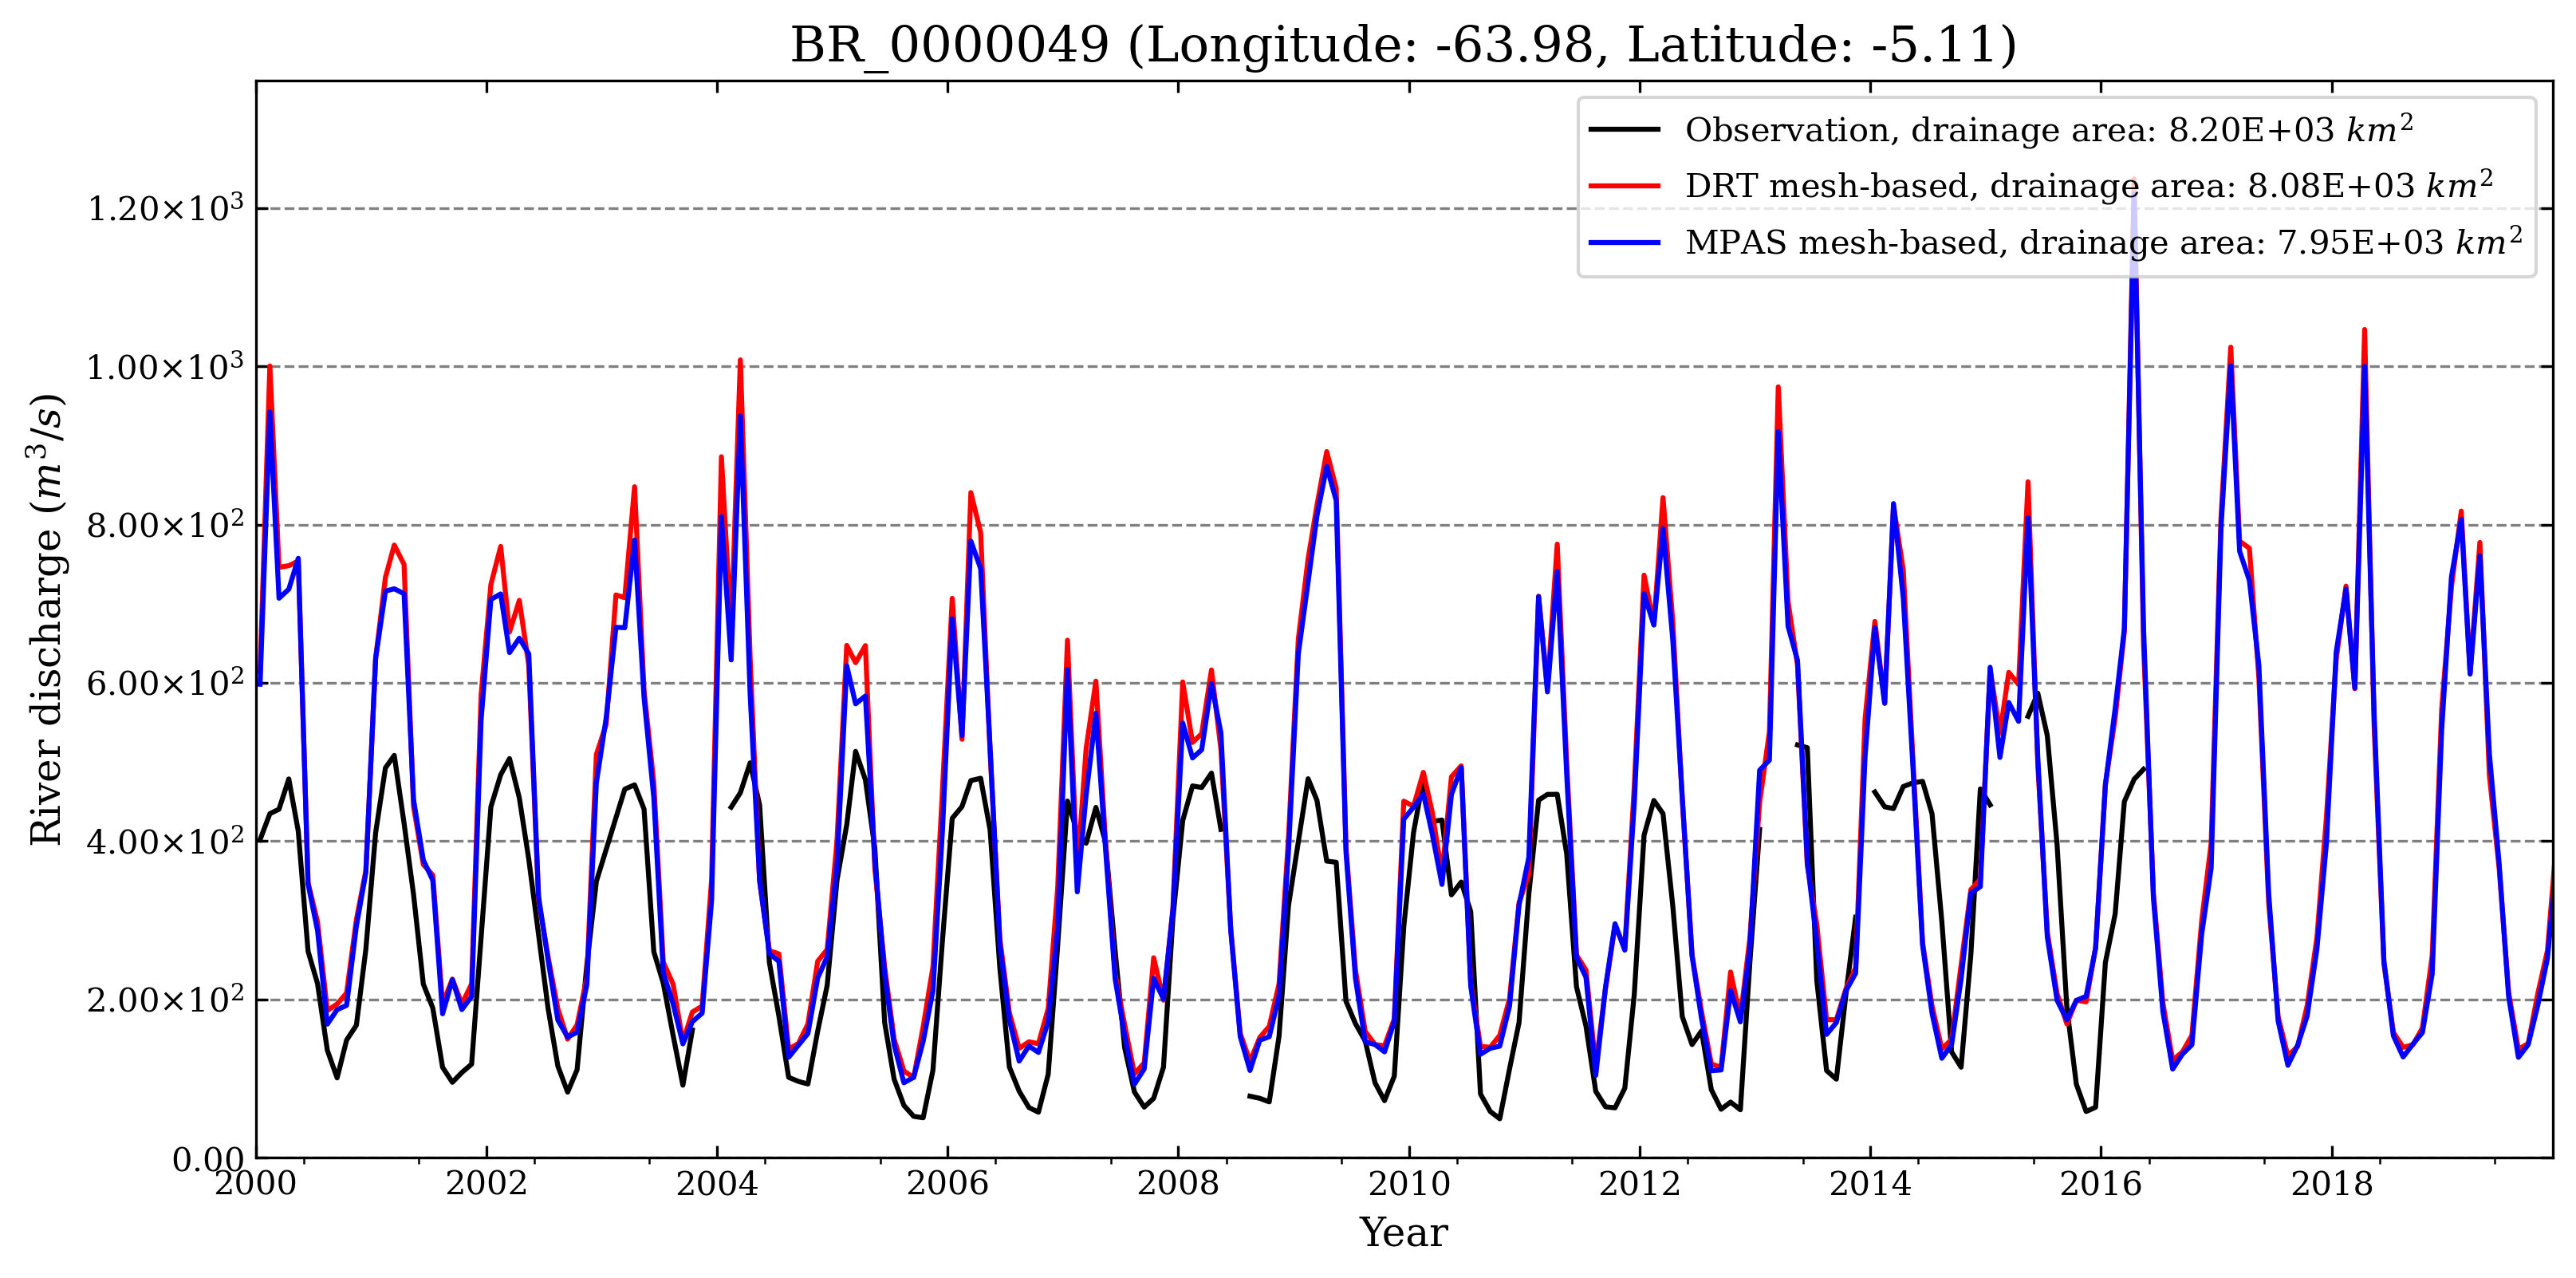 BR_0000049 (Longitude: -63.98, Latitude: -5.11)
Observation, drainage area: 8.20E+03 km²
DRT mesh-based, drainage area: 8.08E+03 km²
MPAS mesh-based, drainage area: 7.95E+03 km²
River discharge (m³/s)
1.20×10³
1.00×10³
8.00×10²
6.00×10²
4.00×10²
2.00×10²
0.00
2000 2002 2004 2006 2008 2010 2012 2014 2016 2018
Year